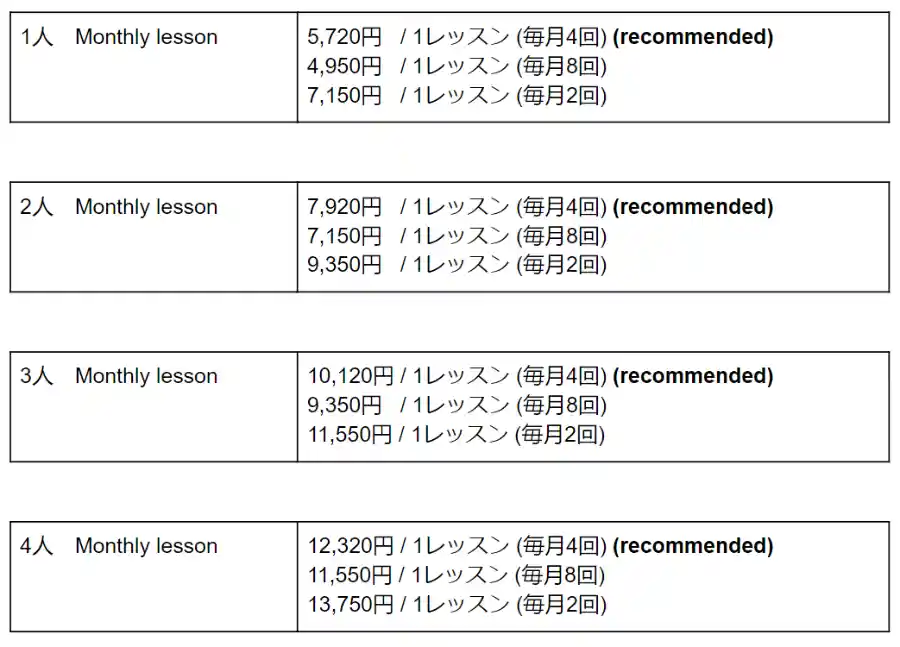 1人　Monthly lesson
5,720円　/ 1レッスン (毎月4回) (recommended)
4,950円　/ 1レッスン (毎月8回)
7,150円　/ 1レッスン (毎月2回)
2人　Monthly lesson
7,920円　/ 1レッスン (毎月4回) (recommended)
7,150円　/ 1レッスン (毎月8回)
9,350円　/ 1レッスン (毎月2回)
3人　Monthly lesson
10,120円 / 1レッスン (毎月4回) (recommended)
9,350円　/ 1レッスン (毎月8回)
11,550円 / 1レッスン (毎月2回)
4人　Monthly lesson
12,320円 / 1レッスン (毎月4回) (recommended)
11,550円 / 1レッスン (毎月8回)
13,750円 / 1レッスン (毎月2回)